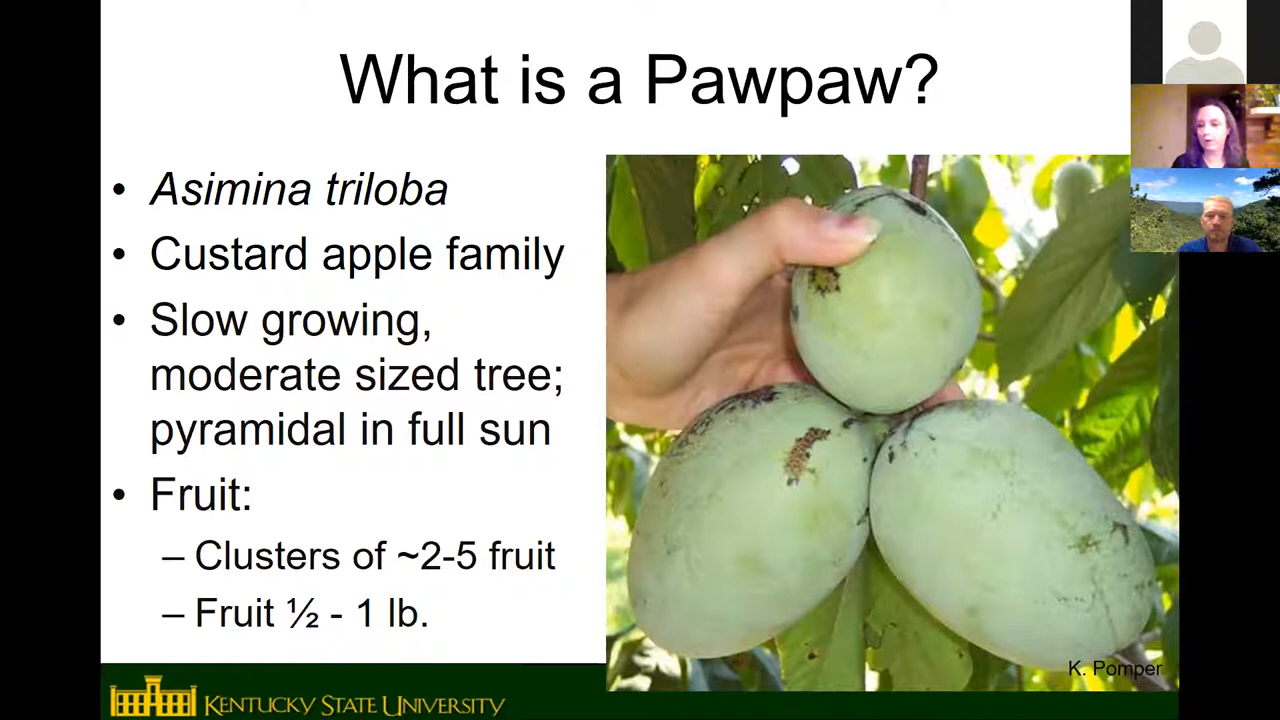 What is a Pawpaw?
• Asimina triloba
• Custard apple family
• Slow growing,
moderate sized tree;
pyramidal in full sun
• Fruit:
– Clusters of ~2-5 fruit
– Fruit ½ - 1 lb.
K. Pomper
KENTUCKY STATE UNIVERSITY